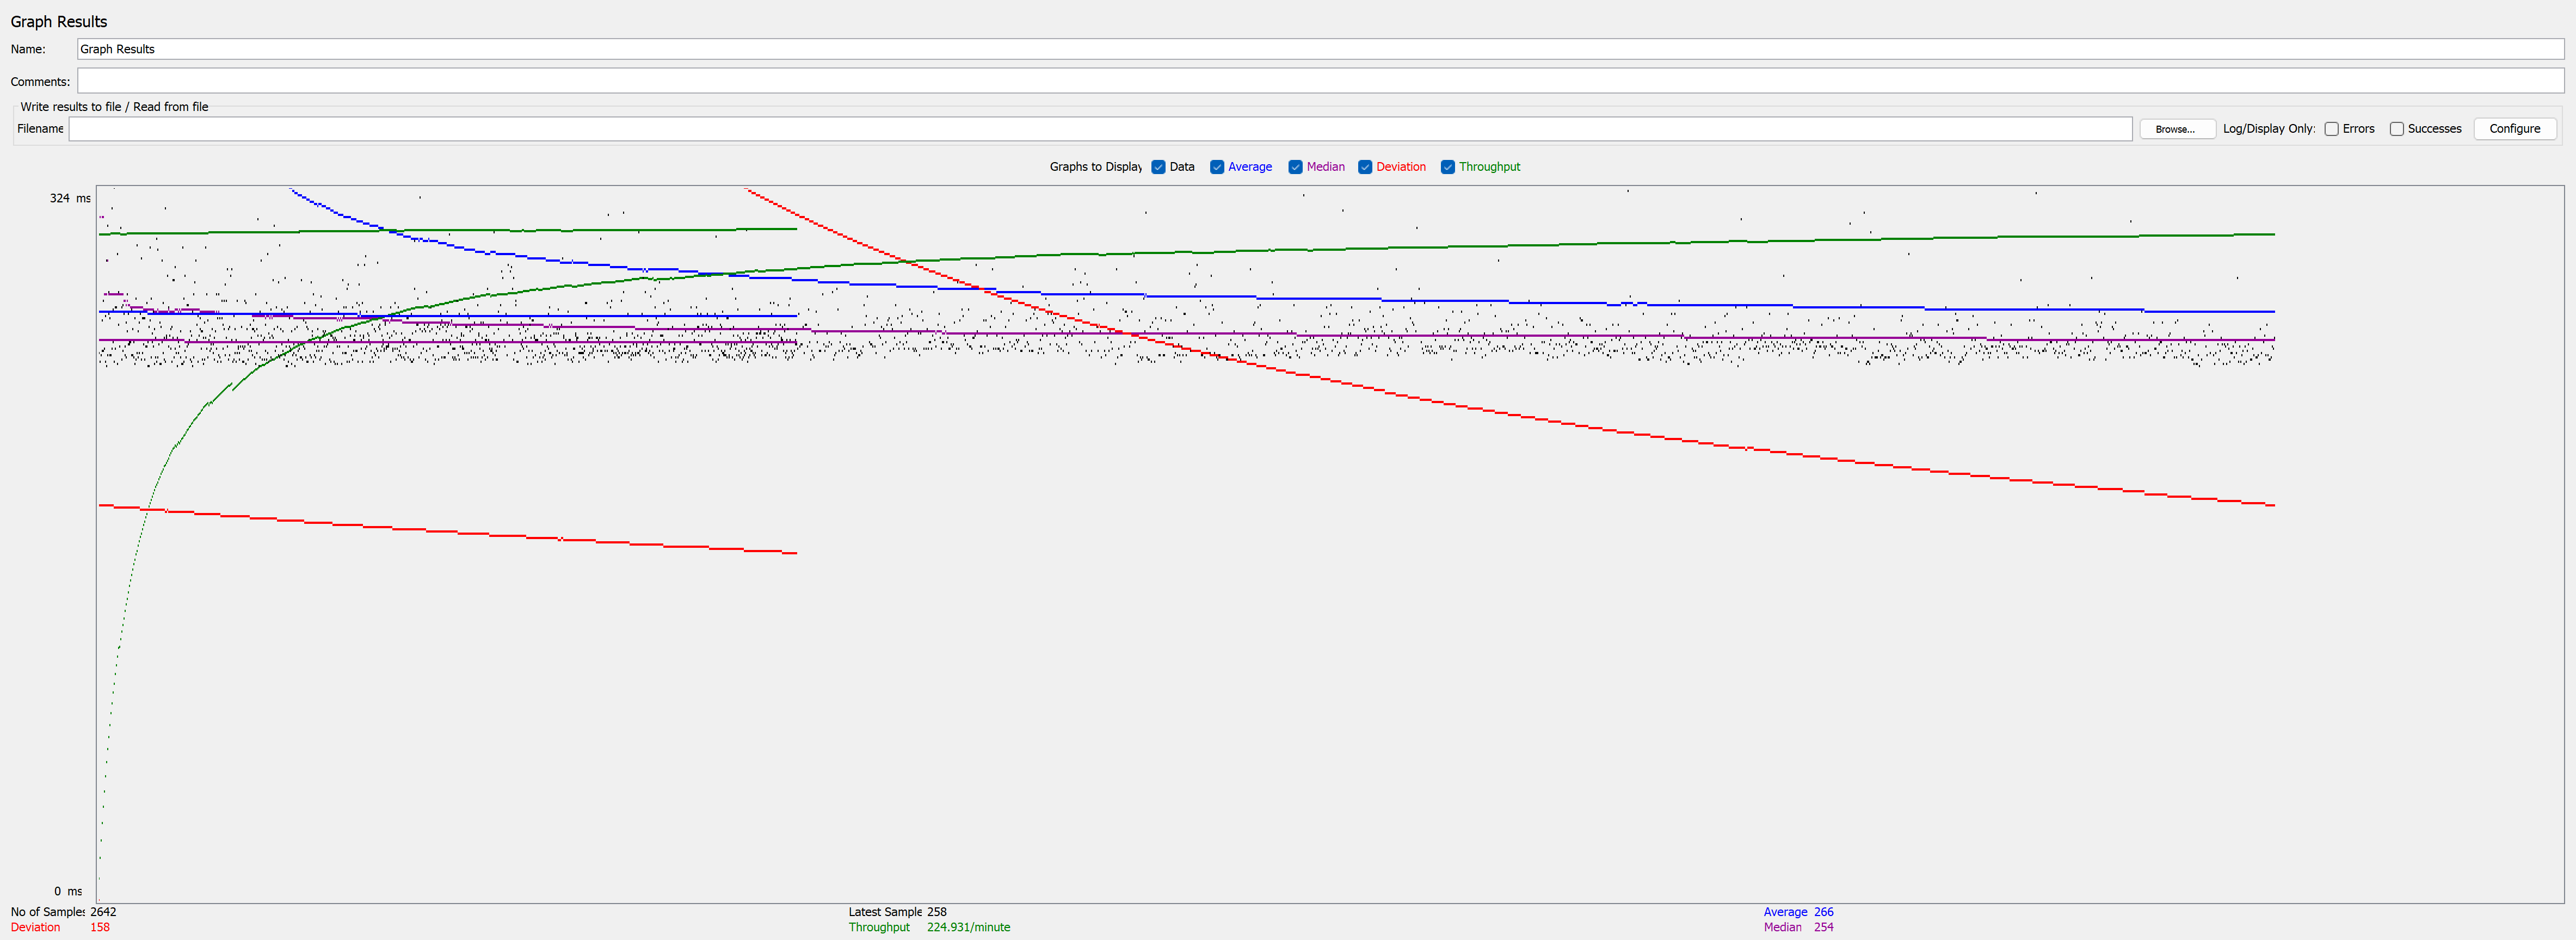 Graph Results
Name: Graph Results
Comments:
Write results to file / Read from file
Filename Browse... Log/Display Only: Errors Successes Configure
Graphs to Display Data Average Median Deviation Throughput
324 ms
0 ms
No of Samples 2642 Latest Sample 258 Average 266
Deviation 158 Throughput 224.931/minute Median 254